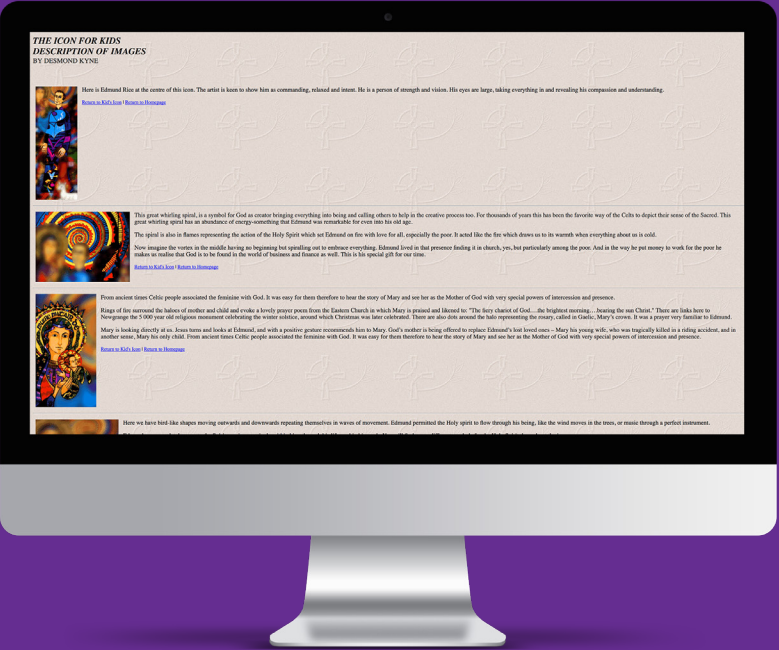 THE ICON FOR KIDS
DESCRIPTION OF IMAGES
BY DESMOND KYNE
Here is Edmund Rice at the centre of this icon. The artist is keen to show him as commanding, relaxed and intent. He is a person of strength and vision. His eyes are large, taking everything in and revealing his compassion and understanding.
Return to Kid's Icon | Return to Homepage
This great whirling spiral, is a symbol for God as creator bringing everything into being and calling others to help in the creative process too. For thousands of years this has been the favorite way of the Celts to depict their sense of the Sacred. This
great whirling spiral has an abundance of energy-something that Edmund was remarkable for even into his old age.
The spiral is also in flames representing the action of the Holy Spirit which set Edmund on fire with love for all, especially the poor. It acted like the fire which draws us to its warmth when everything about us is cold.
Now imagine the vortex in the middle having no beginning but spiralling out to embrace everything. Edmund lived in that presence finding it in church, yes, but particularly among the poor. And in the way he put money to work for the poor he
makes us realise that God is to be found in the world of business and finance as well. This is his special gift for our time.
Return to Kid's Icon | Return to Homepage
From ancient times Celtic people associated the feminine with God. It was easy for them therefore to hear the story of Mary and see her as the Mother of God with very special powers of intercession and presence.
Rings of fire surround the haloes of mother and child and evoke a lovely prayer poem from the Eastern Church in which Mary is praised and likened to: "The fiery chariot of God....the brightest morning....bearing the sun Christ." There are links here to
Newgrange the 5 000 year old religious monument celebrating the winter solstice, around which Christmas was later celebrated. There are also dots around the halo representing the rosary, called in Gaelic, Mary's crown. It was a prayer very familiar to Edmund.
Mary is looking directly at us. Jesus turns and looks at Edmund, and with a positive gesture recommends him to Mary. God's mother is being offered to replace Edmund's lost loved ones – Mary his young wife, who was tragically killed in a riding accident, and in
another sense, Mary his only child. From ancient times Celtic people associated the feminine with God. It was easy for them therefore to hear the story of Mary and see her as the Mother of God with very special powers of intercession and presence.
Return to Kid's Icon | Return to Homepage
Here we have bird-like shapes moving outwards and downwards repeating themselves in waves of movement. Edmund permitted the Holy spirit to flow through his being, like the wind moves in the trees, or music through a perfect instrument.